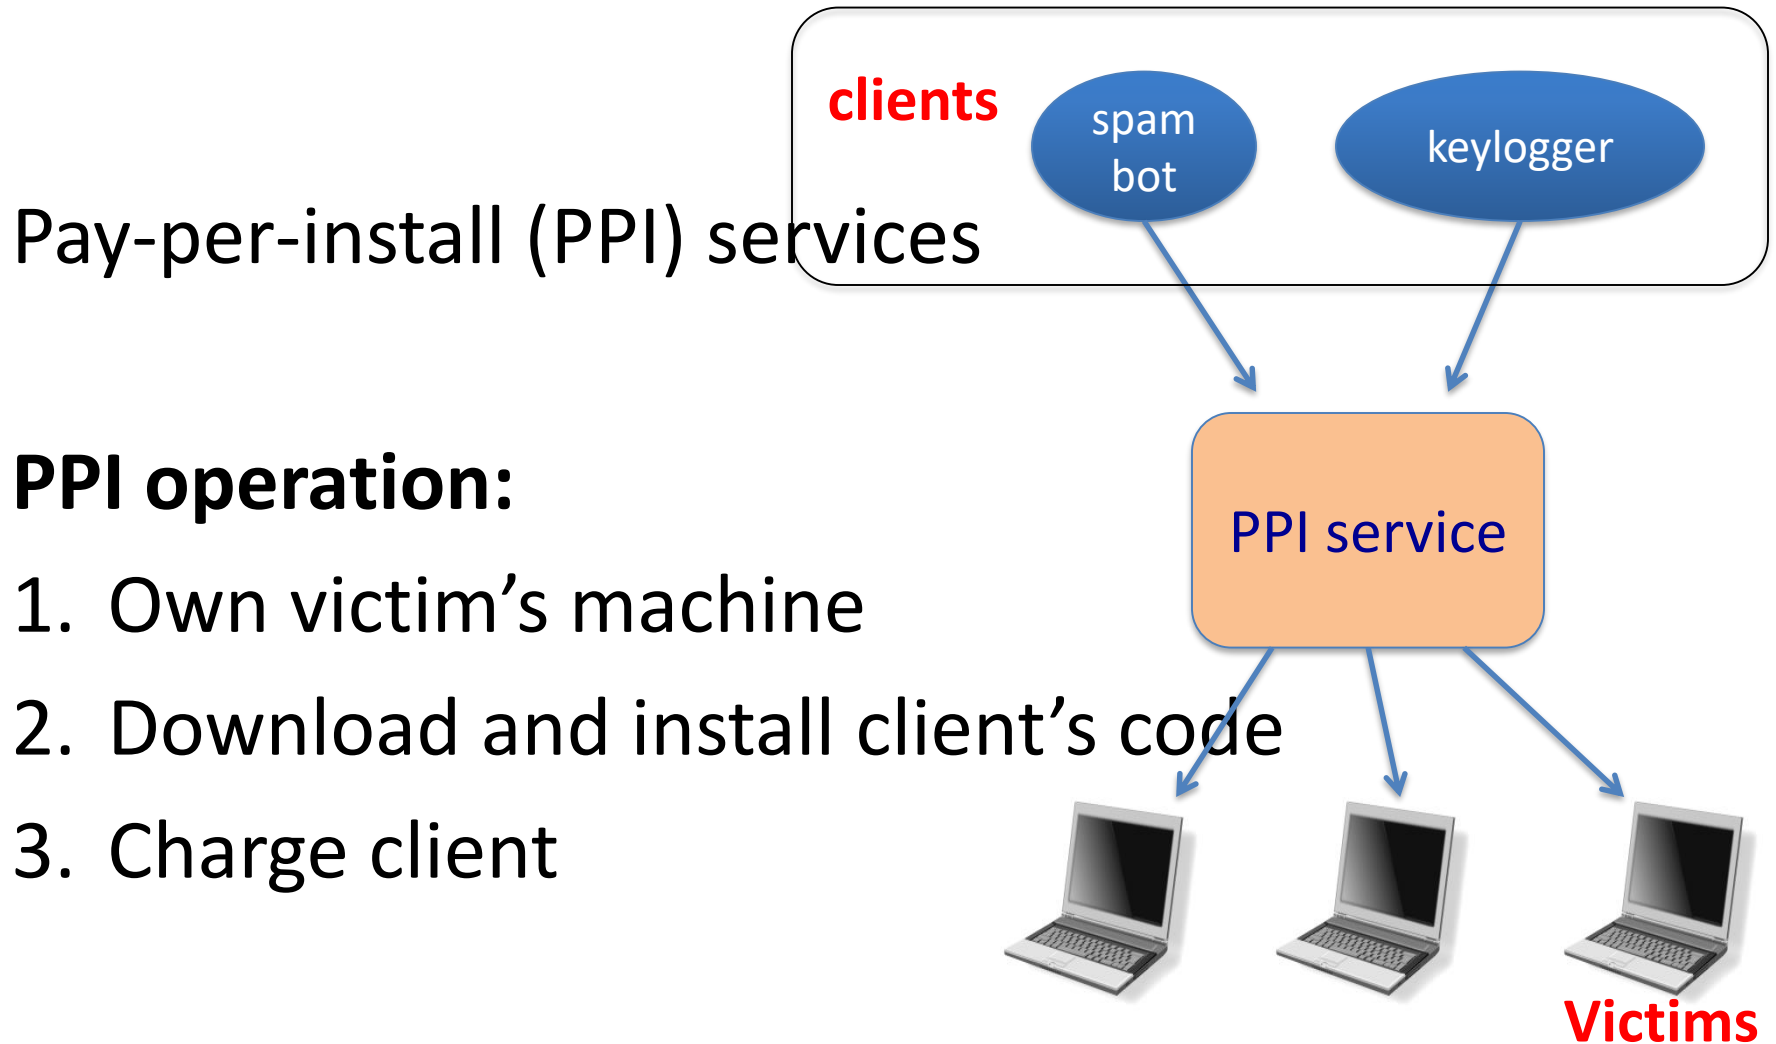 clients
spam
bot
keylogger
Pay-per-install (PPI) services
PPI operation:
PPI service
1. Own victim’s machine
2. Download and install client’s code
3. Charge client
Victims